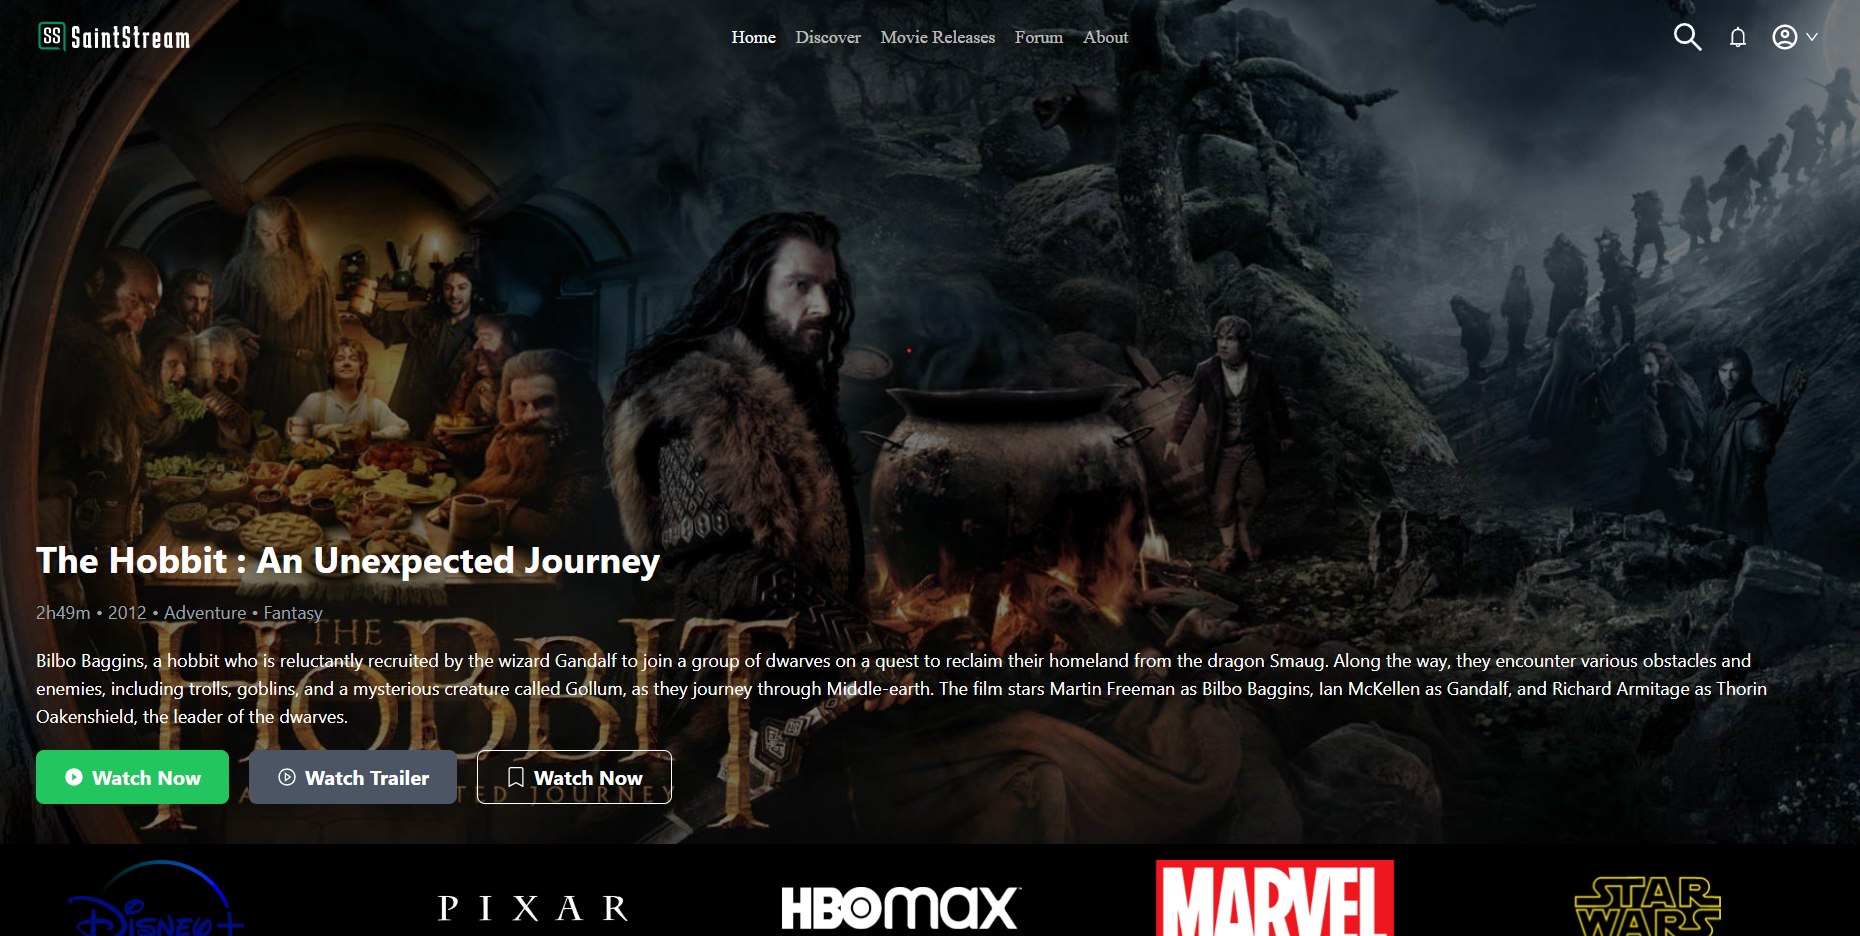 SS SaintStream
Home Discover Movie Releases Forum About
The Hobbit : An Unexpected Journey
2h49m • 2012 • Adventure • Fantasy
THE
HOBBIT
Bilbo Baggins, a hobbit who is reluctantly recruited by the wizard Gandalf to join a group of dwarves on a quest to reclaim their homeland from the dragon Smaug. Along the way, they encounter various obstacles and
enemies, including trolls, goblins, and a mysterious creature called Gollum, as they journey through Middle-earth. The film stars Martin Freeman as Bilbo Baggins, Ian McKellen as Gandalf, and Richard Armitage as Thorin
Oakenshield, the leader of the dwarves.
Watch Now Watch Trailer Watch Now
JOURNEY
Disney+ PIXAR HBOmax MARVEL STAR
WARS